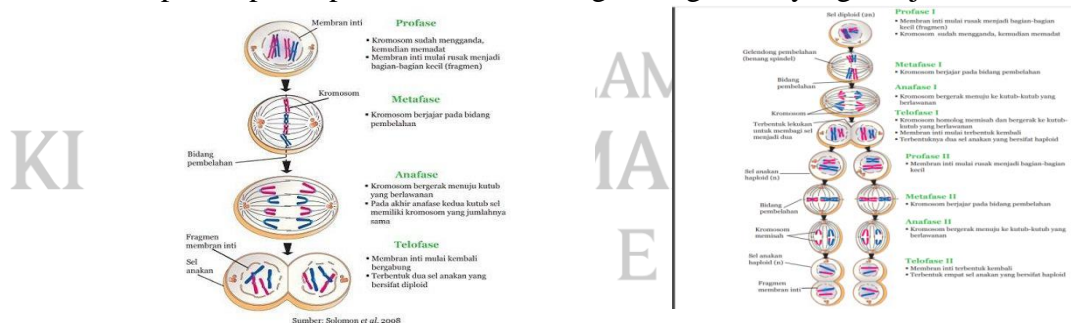 Membran inti
Profase
• Kromosom sudah mengganda,
kemudian memadat
• Membran inti mulai rusak menjadi
bagian-bagian kecil (fragmen)
Kromosom
Metafase
• Kromosom berjajar pada bidang
pembelahan
Bidang
pembelahan
Anafase
• Kromosom bergerak menuju kutub
yang berlawanan
• Pada akhir anafase kedua kutub sel
memiliki kromosom yang jumlahnya
sama
Fragmen
membran inti
Sel
anakan
Telofase
• Membran inti mulai kembali
bergabung
• Terbentuk dua sel anakan yang
bersifat diploid
Sumber: Solomon et al. 2008
Sel diploid (2n)
Profase I
• Membran inti mulai rusak menjadi bagian-bagian
kecil (fragmen)
• Kromosom sudah mengganda, kemudian memadat
Gelendong pembelahan
(benang spindel)
Metafase I
• Kromosom berjajar pada bidang pembelahan
Bidang
pembelahan
Anafase I
• Kromosom bergerak menuju ke kutub-kutub yang
berlawanan
Kromosom
Terbentuk lekukan
untuk membagi sel
menjadi dua
Telofase I
• Kromosom homolog memisah dan bergerak ke kutub-
kutub yang berlawanan
• Membran inti mulai terbentuk kembali
• Terbentuknya dua sel anakan yang bersifat haploid
Sel anakan
haploid (n)
Profase II
• Membran inti mulai rusak menjadi bagian-bagian
kecil
Bidang
pembelahan
Metafase II
• Kromosom berjajar pada bidang pembelahan
Kromosom
memisah
Anafase II
• Kromosom bergerak menuju ke kutub-kutub yang
berlawanan
Sel anakan
haploid (n)
Telofase II
• Membran inti terbentuk kembali
• Terbentuk empat sel anakan yang bersifat haploid
Fragmen
membran inti
KI
AM
MA
E